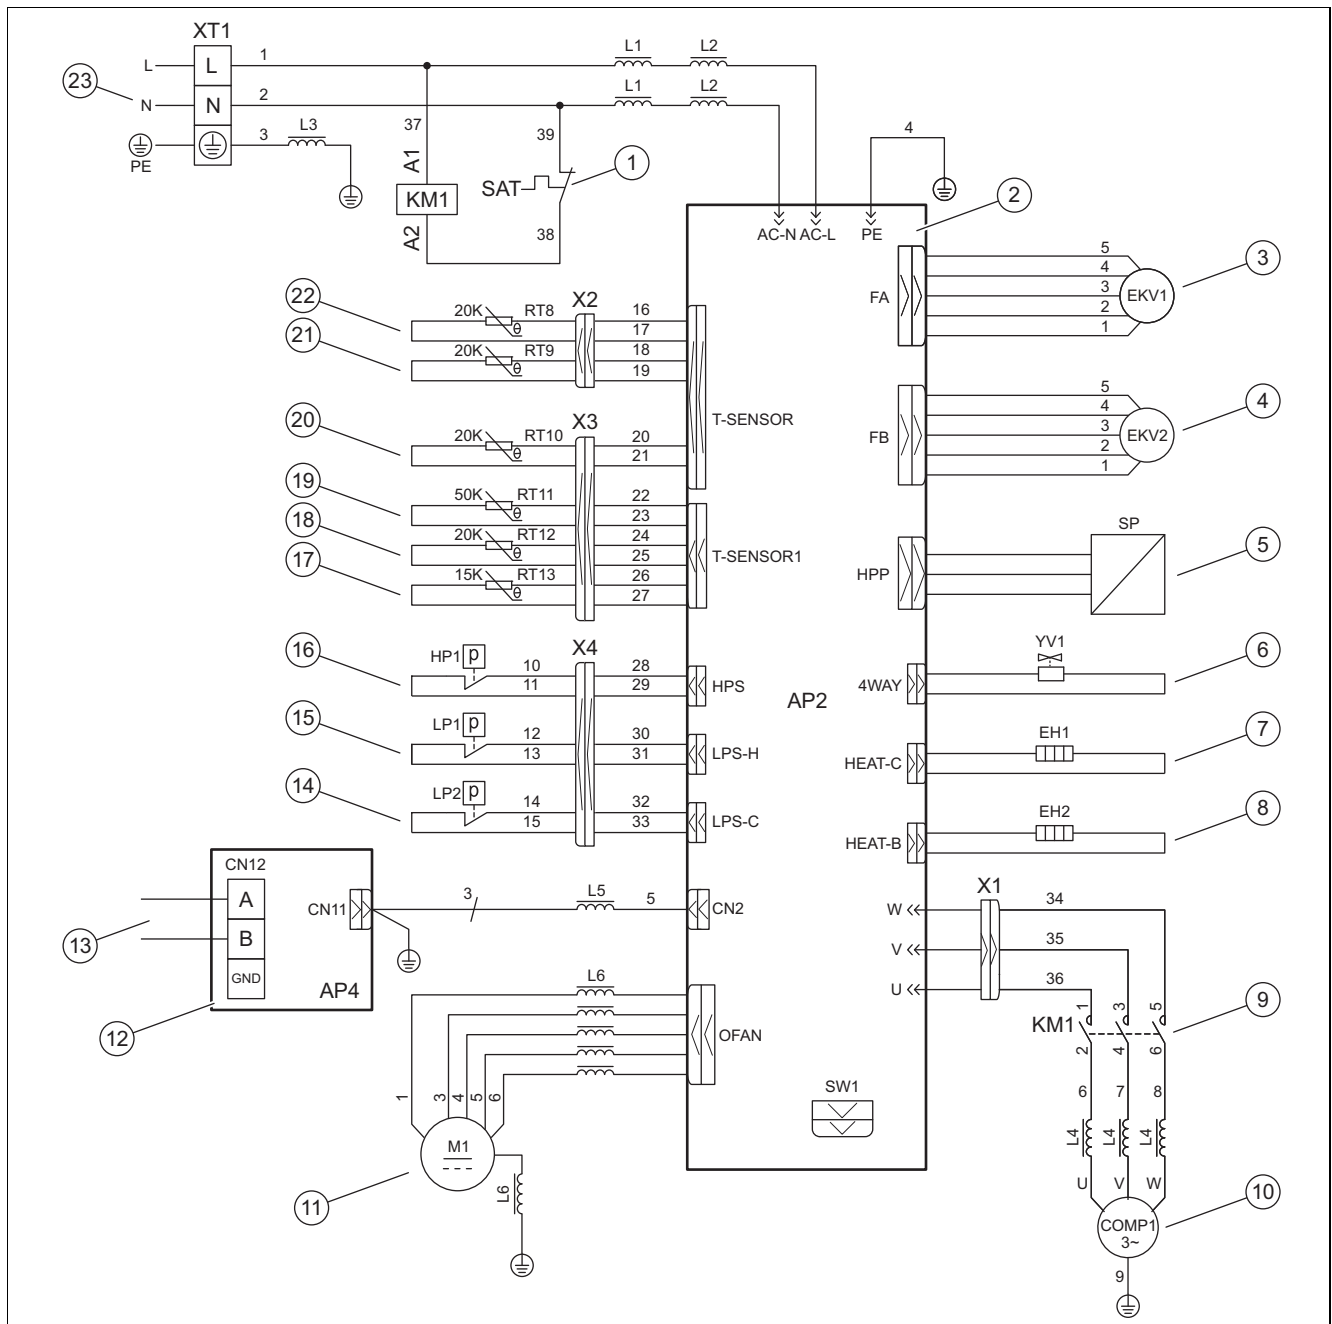 XT1
L L 1 L1 L2
23
N N 2 L1 L2
PE 3 L3
37 39 4
A1
KM1
A2
SAT
38
1
2
AC-N AC-L PE
22 20K RT8 X2 16
17
21 20K RT9 18
19
T-SENSOR
20 20K RT10 X3 20
21
19 50K RT11 22
23
18 20K RT12 24
25
T-SENSOR1
17 15K RT13 26
27
16 HP1 p 10 X4 28
11 29 HPS
15 LP1 p 12 30
13 31 LPS-H
14 LP2 p 14 32
15 33 LPS-C
AP2
FA 5
4
3
2
1
EKV1
3
FB 5
4
3
2
1
EKV2
4
HPP SP
5
4WAY YV1
6
HEAT-C EH1
7
HEAT-B EH2
8
CN12
A
B
GND
CN11
AP4
13
12
3 L5 5 CN2
L6
OFAN
1 3 4 5 6
M1
11
L6
SW1
X1
W 34
V 35
U 36
KM1
1 3 5
2 4 6
9
6 7 8
L4 L4 L4
U V W
COMP1
3~
10
9
θ
θ
θ
θ
θ
θ